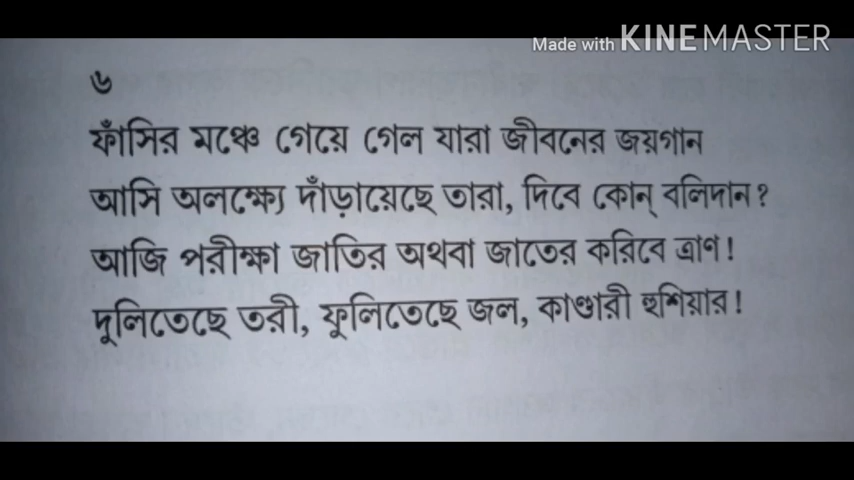 Made with KINEMASTER
৬
ফাঁসির মঞ্চে গেয়ে গেল যারা জীবনের জয়গান
আসি অলক্ষ্যে দাঁড়ায়েছে তারা, দিবে কোন্ বলিদান?
আজি পরীক্ষা জাতির অথবা জাতের করিবে ত্রাণ!
দুলিতেছে তরী, ফুলিতেছে জল, কাণ্ডারী হুশিয়ার!